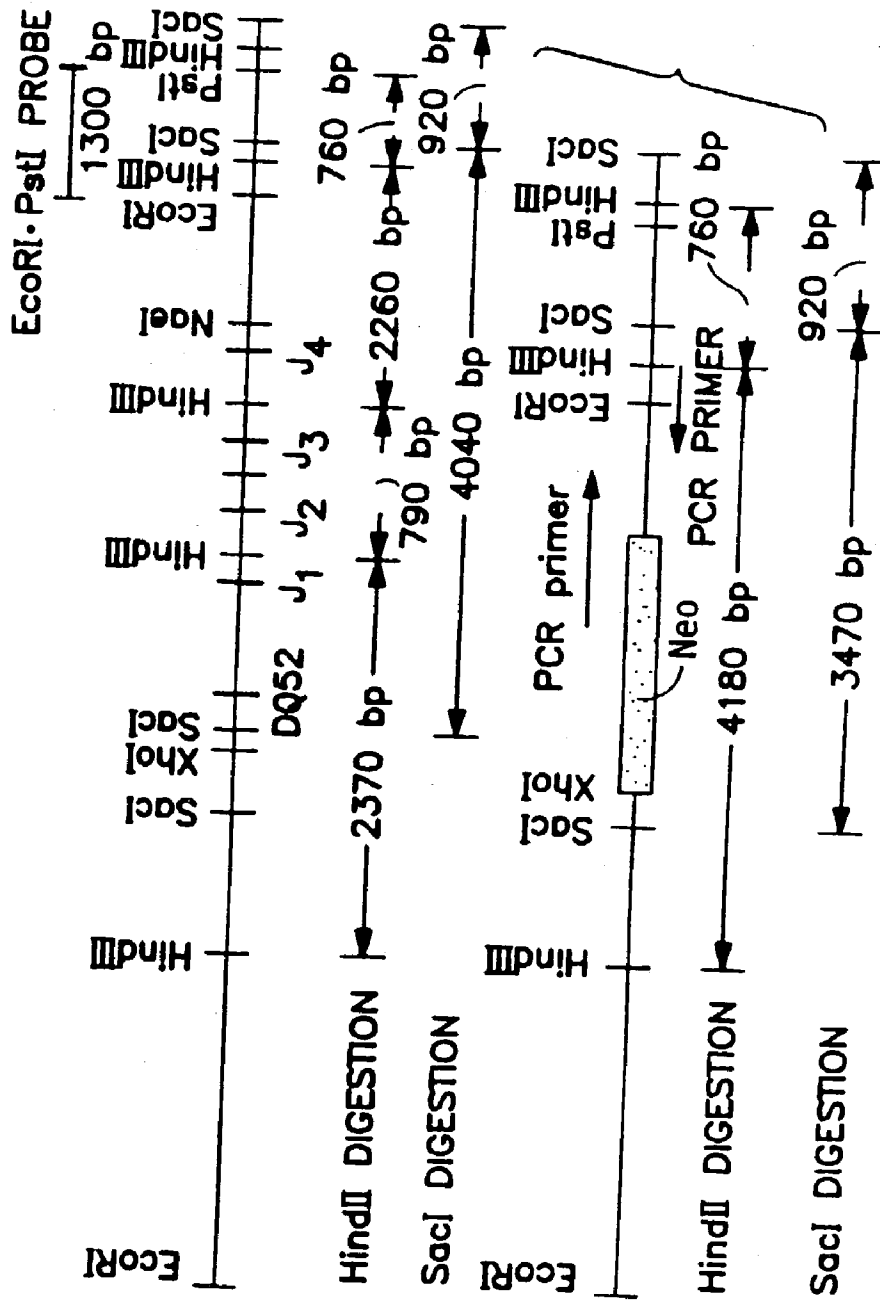 EcoRI·PstI PROBE
1300 bp
EcoRI
HindIII
SacI
XhoI
SacI
HindIII
HindIII
NaeI
EcoRI
HindIII
SacI
PstI
HindIII
SacI
DQ52
J1
J2
J3
J4
HindII DIGESTION
2370 bp
790 bp
2260 bp
760 bp
SacI DIGESTION
4040 bp
920 bp
PCR primer
EcoRI
HindIII
SacI
XhoI
EcoRI
HindIII
SacI
PstI
HindIII
SacI
Neo
PCR PRIMER
HindII DIGESTION
4180 bp
760 bp
SacI DIGESTION
3470 bp
920 bp